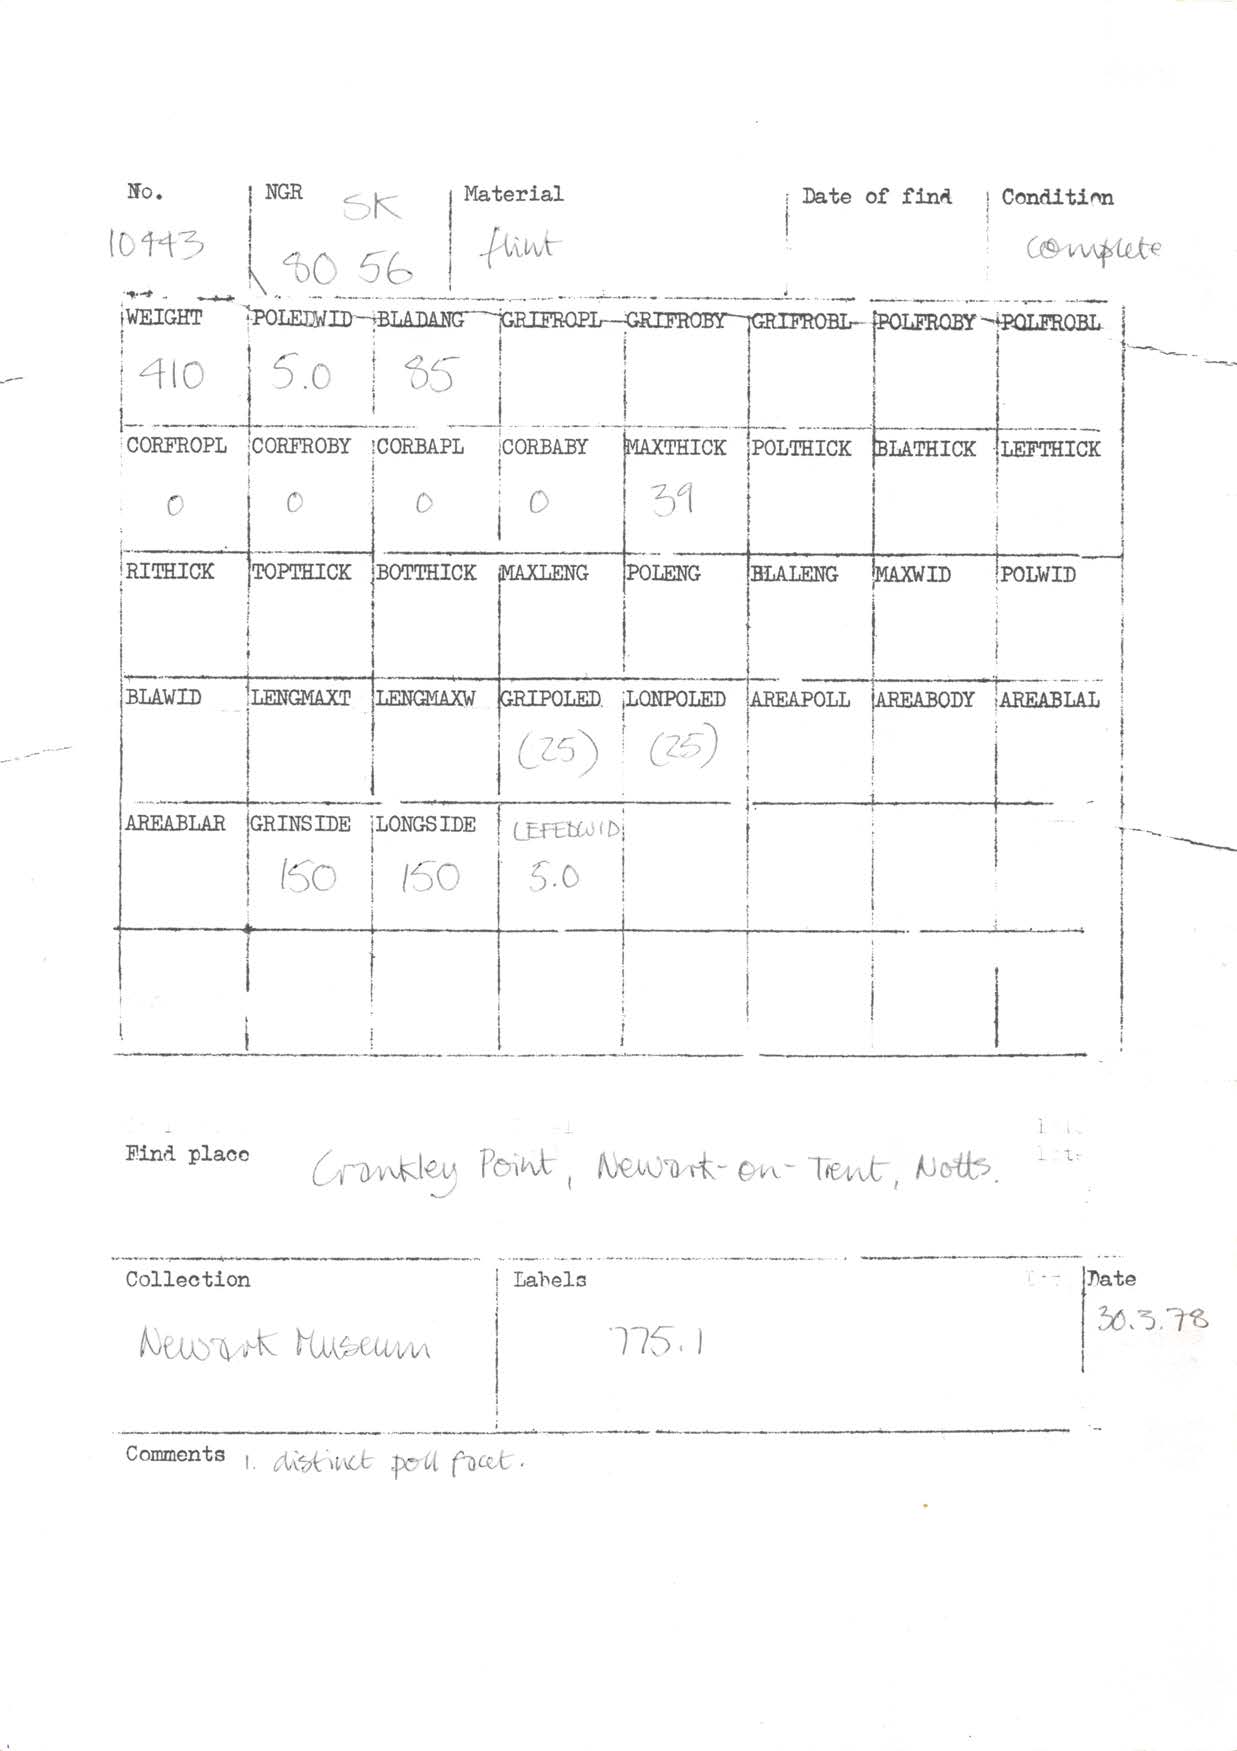 No. NGR SK Material Date of find Condition
10443 80 56 flint complete
WEIGHT POLEDWID BLADANG GRIFROPL GRIFROBY GRIFROBL POLFROBY POLFROBL
410 5.0 85
CORFROPL CORFROBY CORBAPL CORBABY MAXTHICK POLTHICK BLATHICK LEFTHICK
0 0 0 0 39
RITHICK TOPTHICK BOTTHICK MAXLENG POLENG BLALENG MAXWID POLWID
BLAWID LENGMAXT LENGMAXW GRIPOLED LONPOLED AREAPOLL AREABODY AREABLAL
(25) (25)
AREABLAR GRINSIDE LONGSIDE LEFEDWID
150 150 5.0
Find place Crankley Point, Newark-on-Trent, Notts.
Collection Labels Date
Newark Museum 775.1 30.3.78
Comments 1. distinct poll facet.